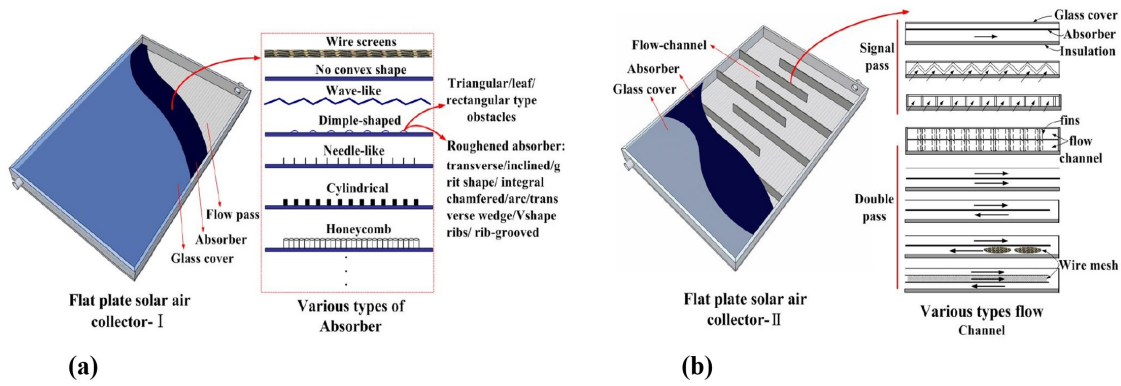 Wire screens
No convex shape
Wave-like
Dimple-shaped
Needle-like
Cylindrical
Honeycomb
Triangular/leaf/
rectangular type
obstacles
Roughened absorber:
transverse/inclined/g
rit shape/ integral
chamfered/arc/trans
verse wedge/Vshape
ribs/ rib-grooved
Flow pass
Absorber
Glass cover
Flat plate solar air
collector- I
Various types of
Absorber
(a)
Flow-channel
Absorber
Glass cover
Flat plate solar air
collector-II
Signal
pass
Double
pass
Glass cover
Absorber
Insulation
fins
flow
channel
Wire mesh
Various types flow
Channel
(b)